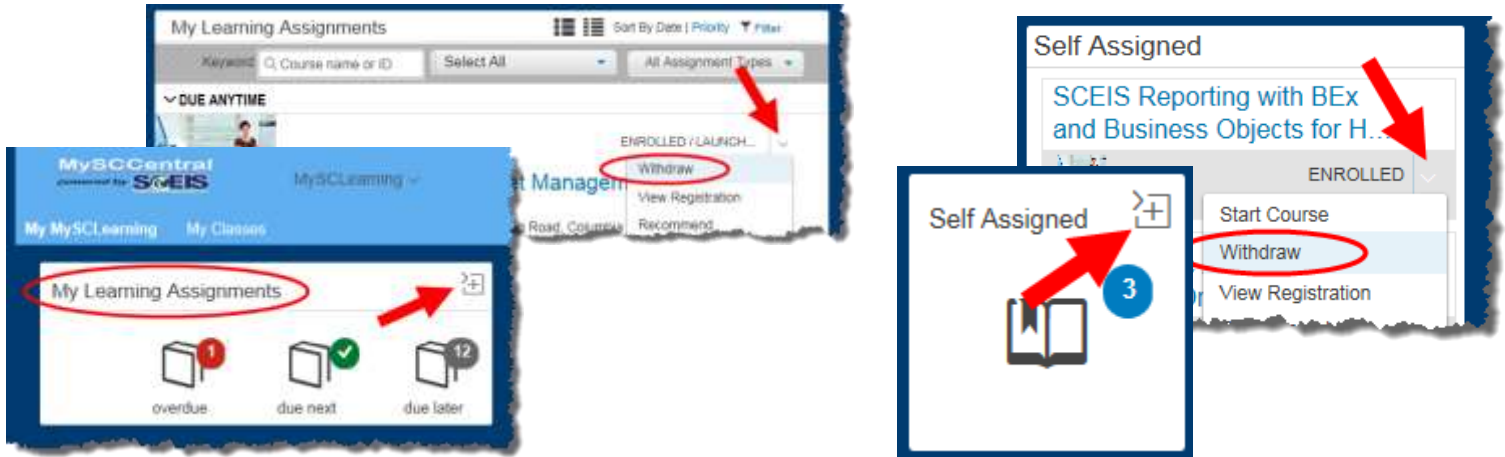 My Learning Assignments
Sort By Date | Priority Filter
Keyword Course name or ID Select All All Assignment Types
DUE ANYTIME
ENROLLED / LAUNCH...
Withdraw
View Registration
Recommend
Road, Columbia
MySCCentral
powered by SCEIS
MySCLearning
My MySCLearning My Classes
My Learning Assignments
1
12
overdue due next due later
Self Assigned
3
Self Assigned
SCEIS Reporting with BEx
and Business Objects for H...
ENROLLED
Start Course
Withdraw
View Registration